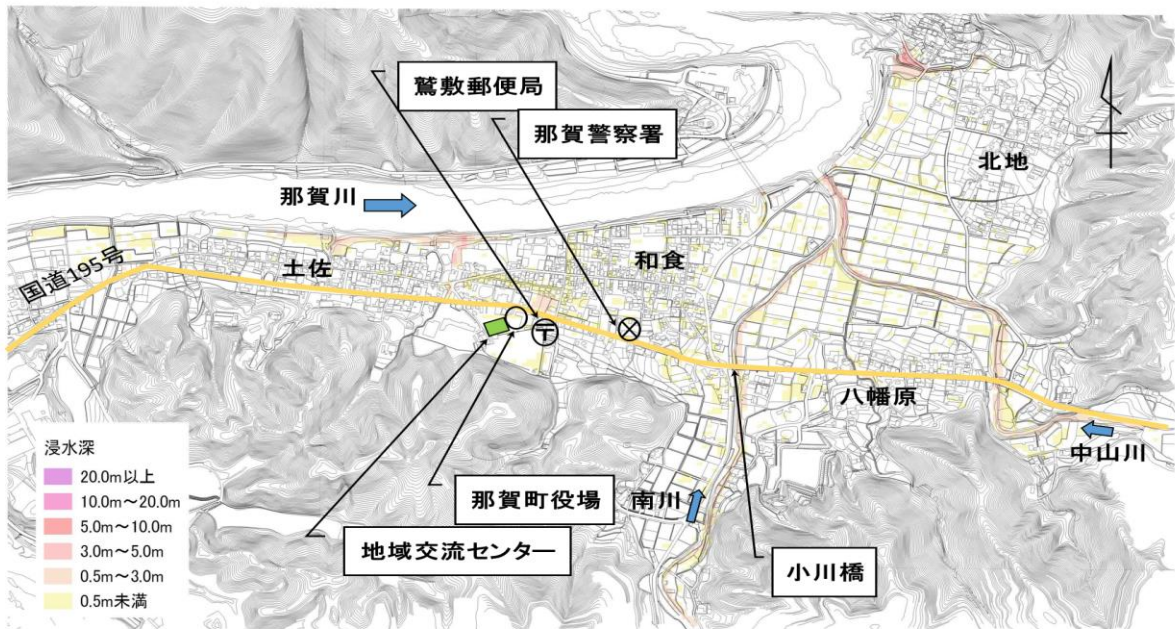 鷲敷郵便局
那賀警察署
北地
那賀川
国道195号
土佐
和食
〒
八幡原
中山川
南川
那賀町役場
地域交流センター
小川橋
浸水深
20.0m以上
10.0m～20.0m
5.0m～10.0m
3.0m～5.0m
0.5m～3.0m
0.5m未満